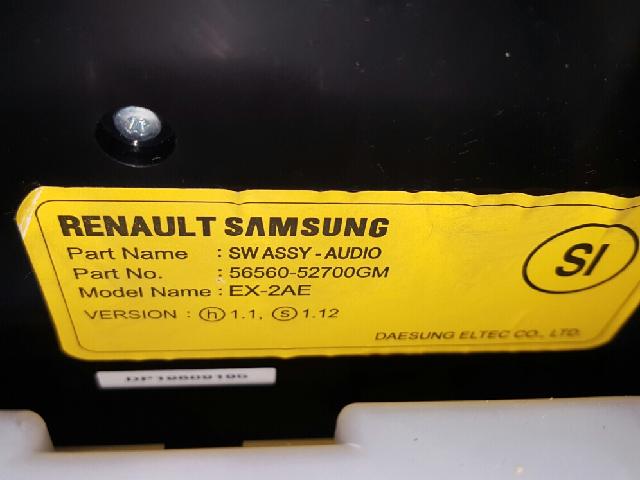 RENAULT SAMSUNG
Part Name : SW ASSY - AUDIO
Part No. : 56560-52700GM
Model Name : EX-2AE
VERSION : ⓗ 1.1, ⓢ 1.12
SI
DAESUNG ELTEC CO., LTD.